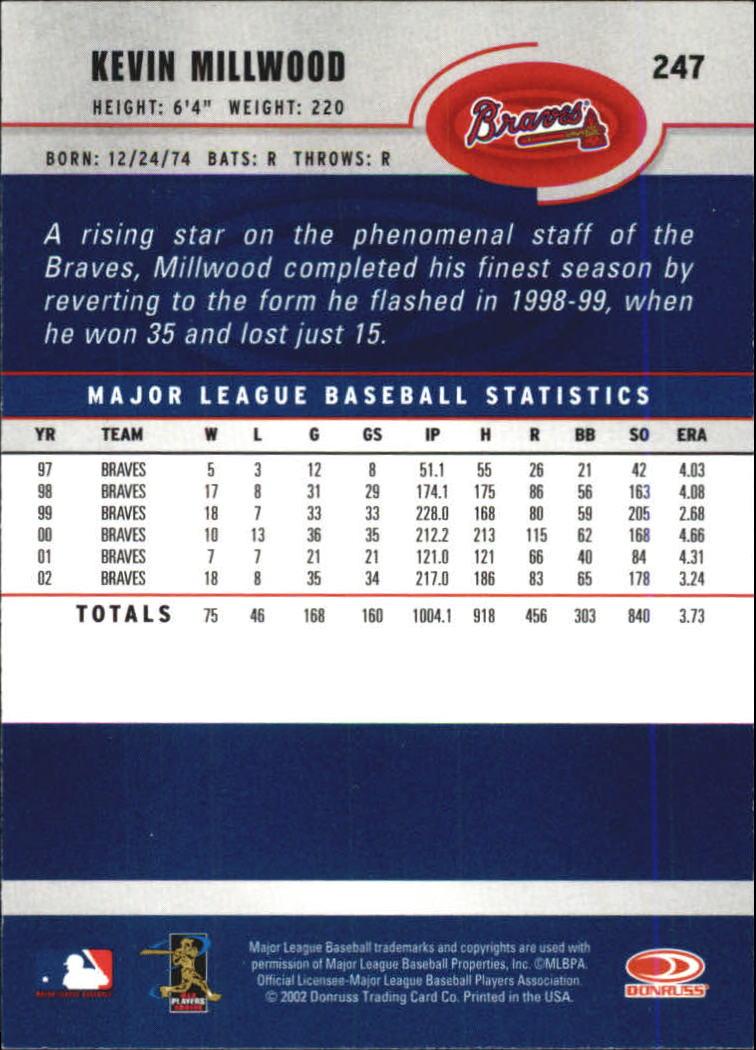 KEVIN MILLWOOD
247
HEIGHT: 6'4" WEIGHT: 220
Braves
BORN: 12/24/74 BATS: R THROWS: R
A rising star on the phenomenal staff of the
Braves, Millwood completed his finest season by
reverting to the form he flashed in 1998-99, when
he won 35 and lost just 15.
MAJOR LEAGUE BASEBALL STATISTICS
YR TEAM W L G GS IP H R BB SO ERA
97 BRAVES 5 3 12 8 51.1 55 26 21 42 4.03
98 BRAVES 17 8 31 29 174.1 175 86 56 163 4.08
99 BRAVES 18 7 33 33 228.0 168 80 59 205 2.68
00 BRAVES 10 13 36 35 212.2 213 115 62 168 4.66
01 BRAVES 7 7 21 21 121.0 121 66 40 84 4.31
02 BRAVES 18 8 35 34 217.0 186 83 65 178 3.24
TOTALS 75 46 168 160 1004.1 918 456 303 840 3.73
Major League Baseball trademarks and copyrights are used with
permission of Major League Baseball Properties, Inc. ©MLBPA.
Official Licensee-Major League Baseball Players Association.
© 2002 Donruss Trading Card Co. Printed in the USA.
PLAYERS
DONRUSS